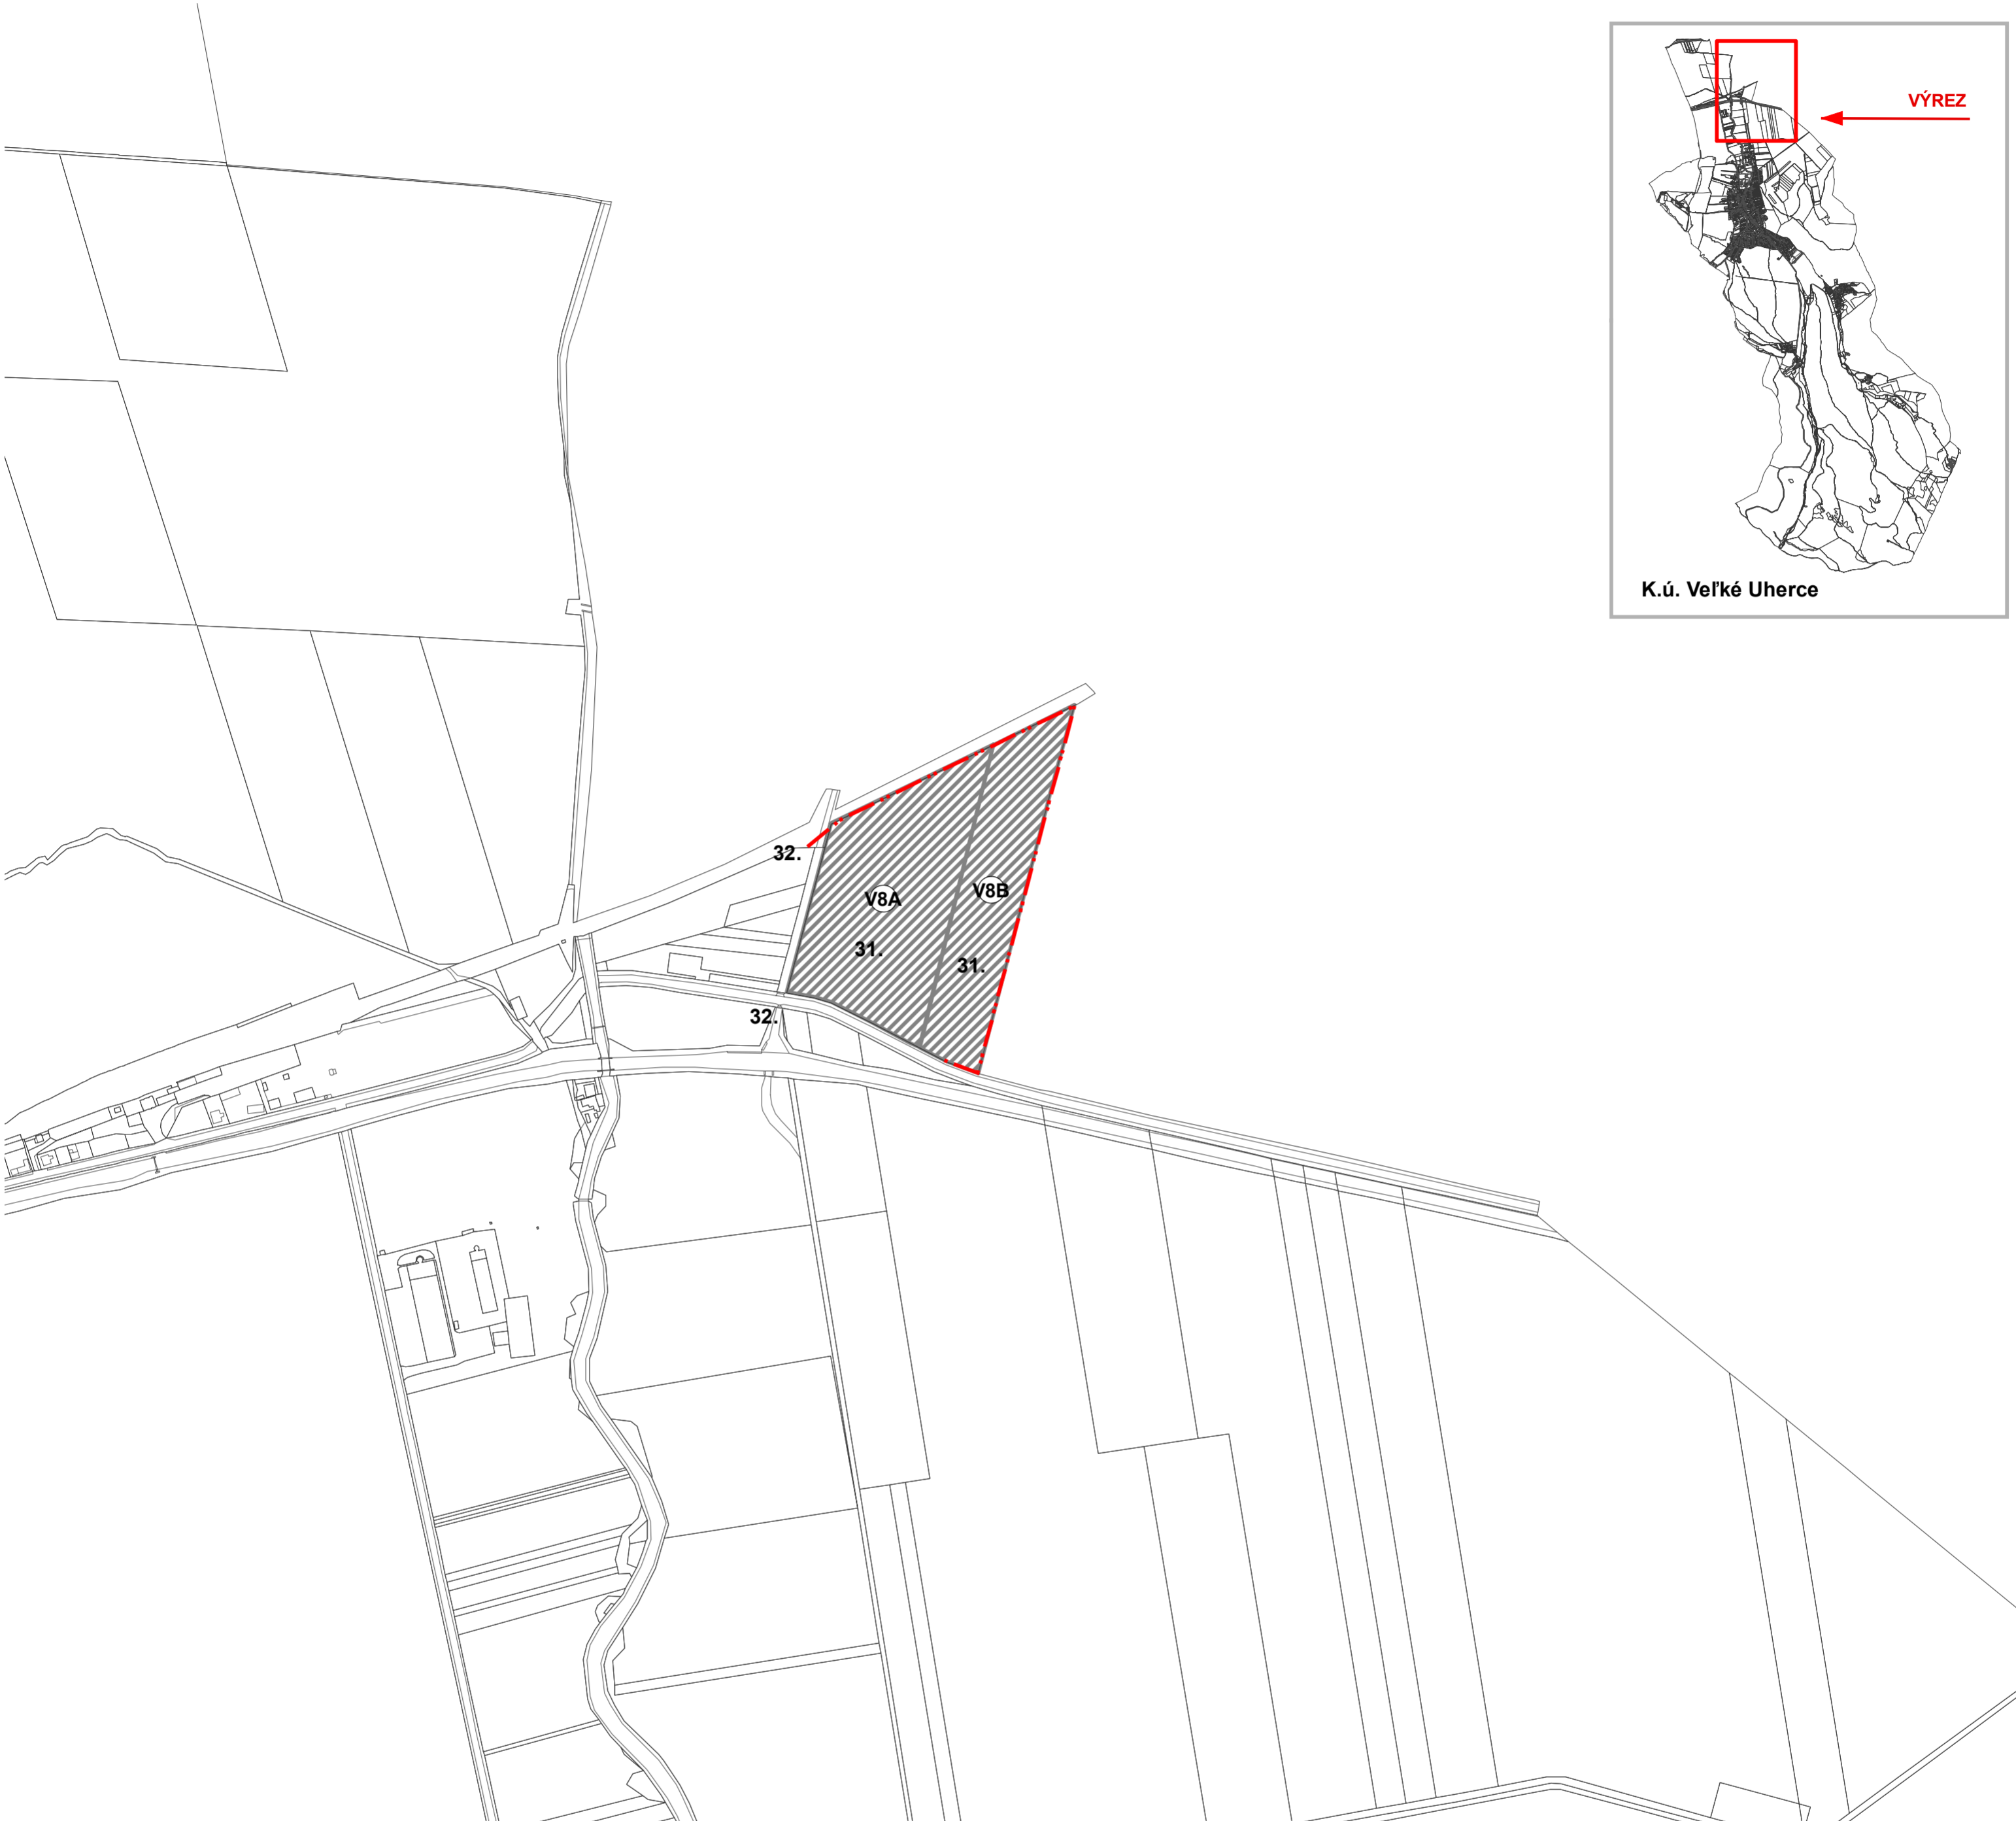 VÝREZ
K.ú. Veľké Uherce
32.
V8A
V8B
31.
31.
32.